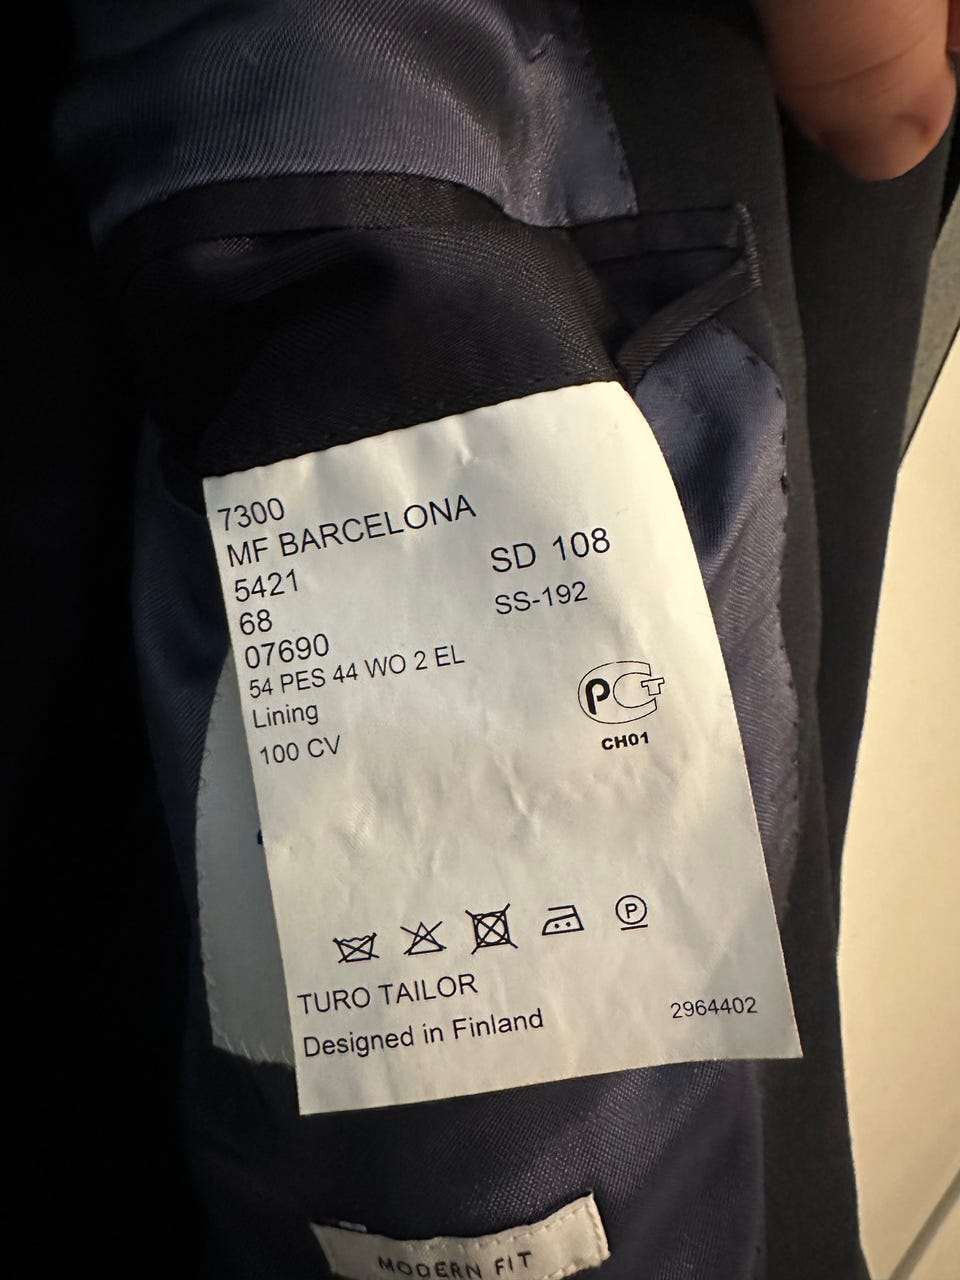 7300
MF BARCELONA
5421
SD 108
68
SS-192
07690
54 PES 44 WO 2 EL
Lining
100 CV
РСТ
CH01
P
TURO TAILOR
Designed in Finland
2964402
MODERN FIT